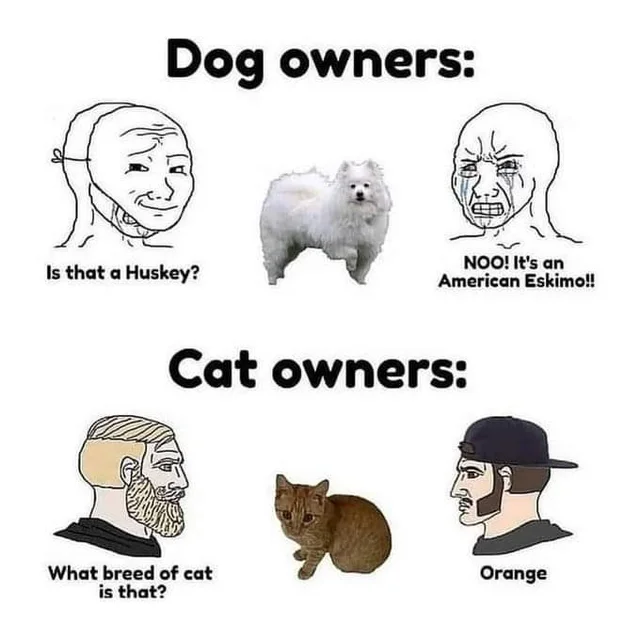 Dog owners:
Is that a Huskey?
NOO! It's an
American Eskimo!!
Cat owners:
What breed of cat
is that?
Orange